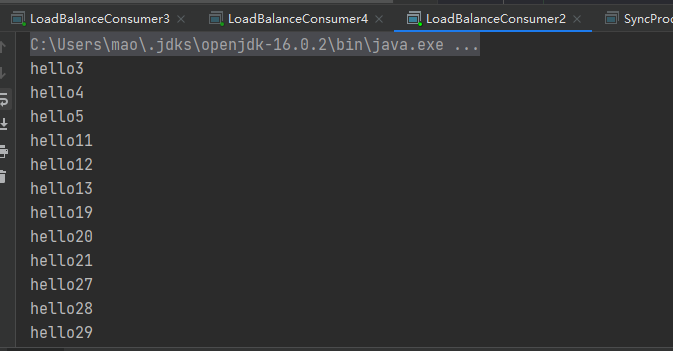 LoadBalanceConsumer3 × LoadBalanceConsumer4 × LoadBalanceConsumer2 × SyncProd
C:\Users\mao\.jdks\openjdk-16.0.2\bin\java.exe ...
hello3
hello4
hello5
hello11
hello12
hello13
hello19
hello20
hello21
hello27
hello28
hello29